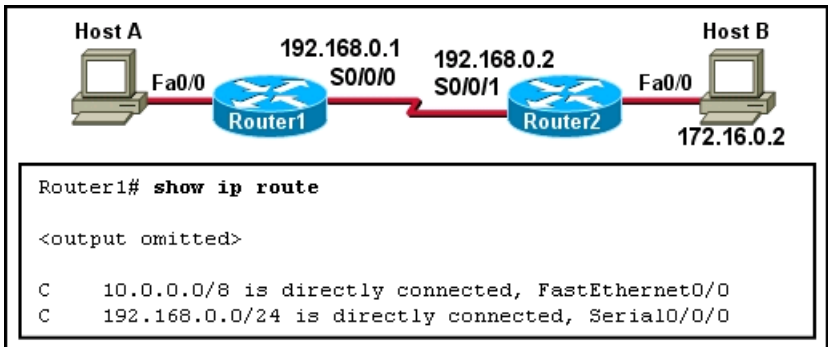 Host A
Host B
192.168.0.1
192.168.0.2
Fa0/0
S0/0/0
S0/0/1
Fa0/0
Router1
Router2
172.16.0.2
Router1# show ip route
<output omitted>
C 10.0.0.0/8 is directly connected, FastEthernet0/0
C 192.168.0.0/24 is directly connected, Serial0/0/0